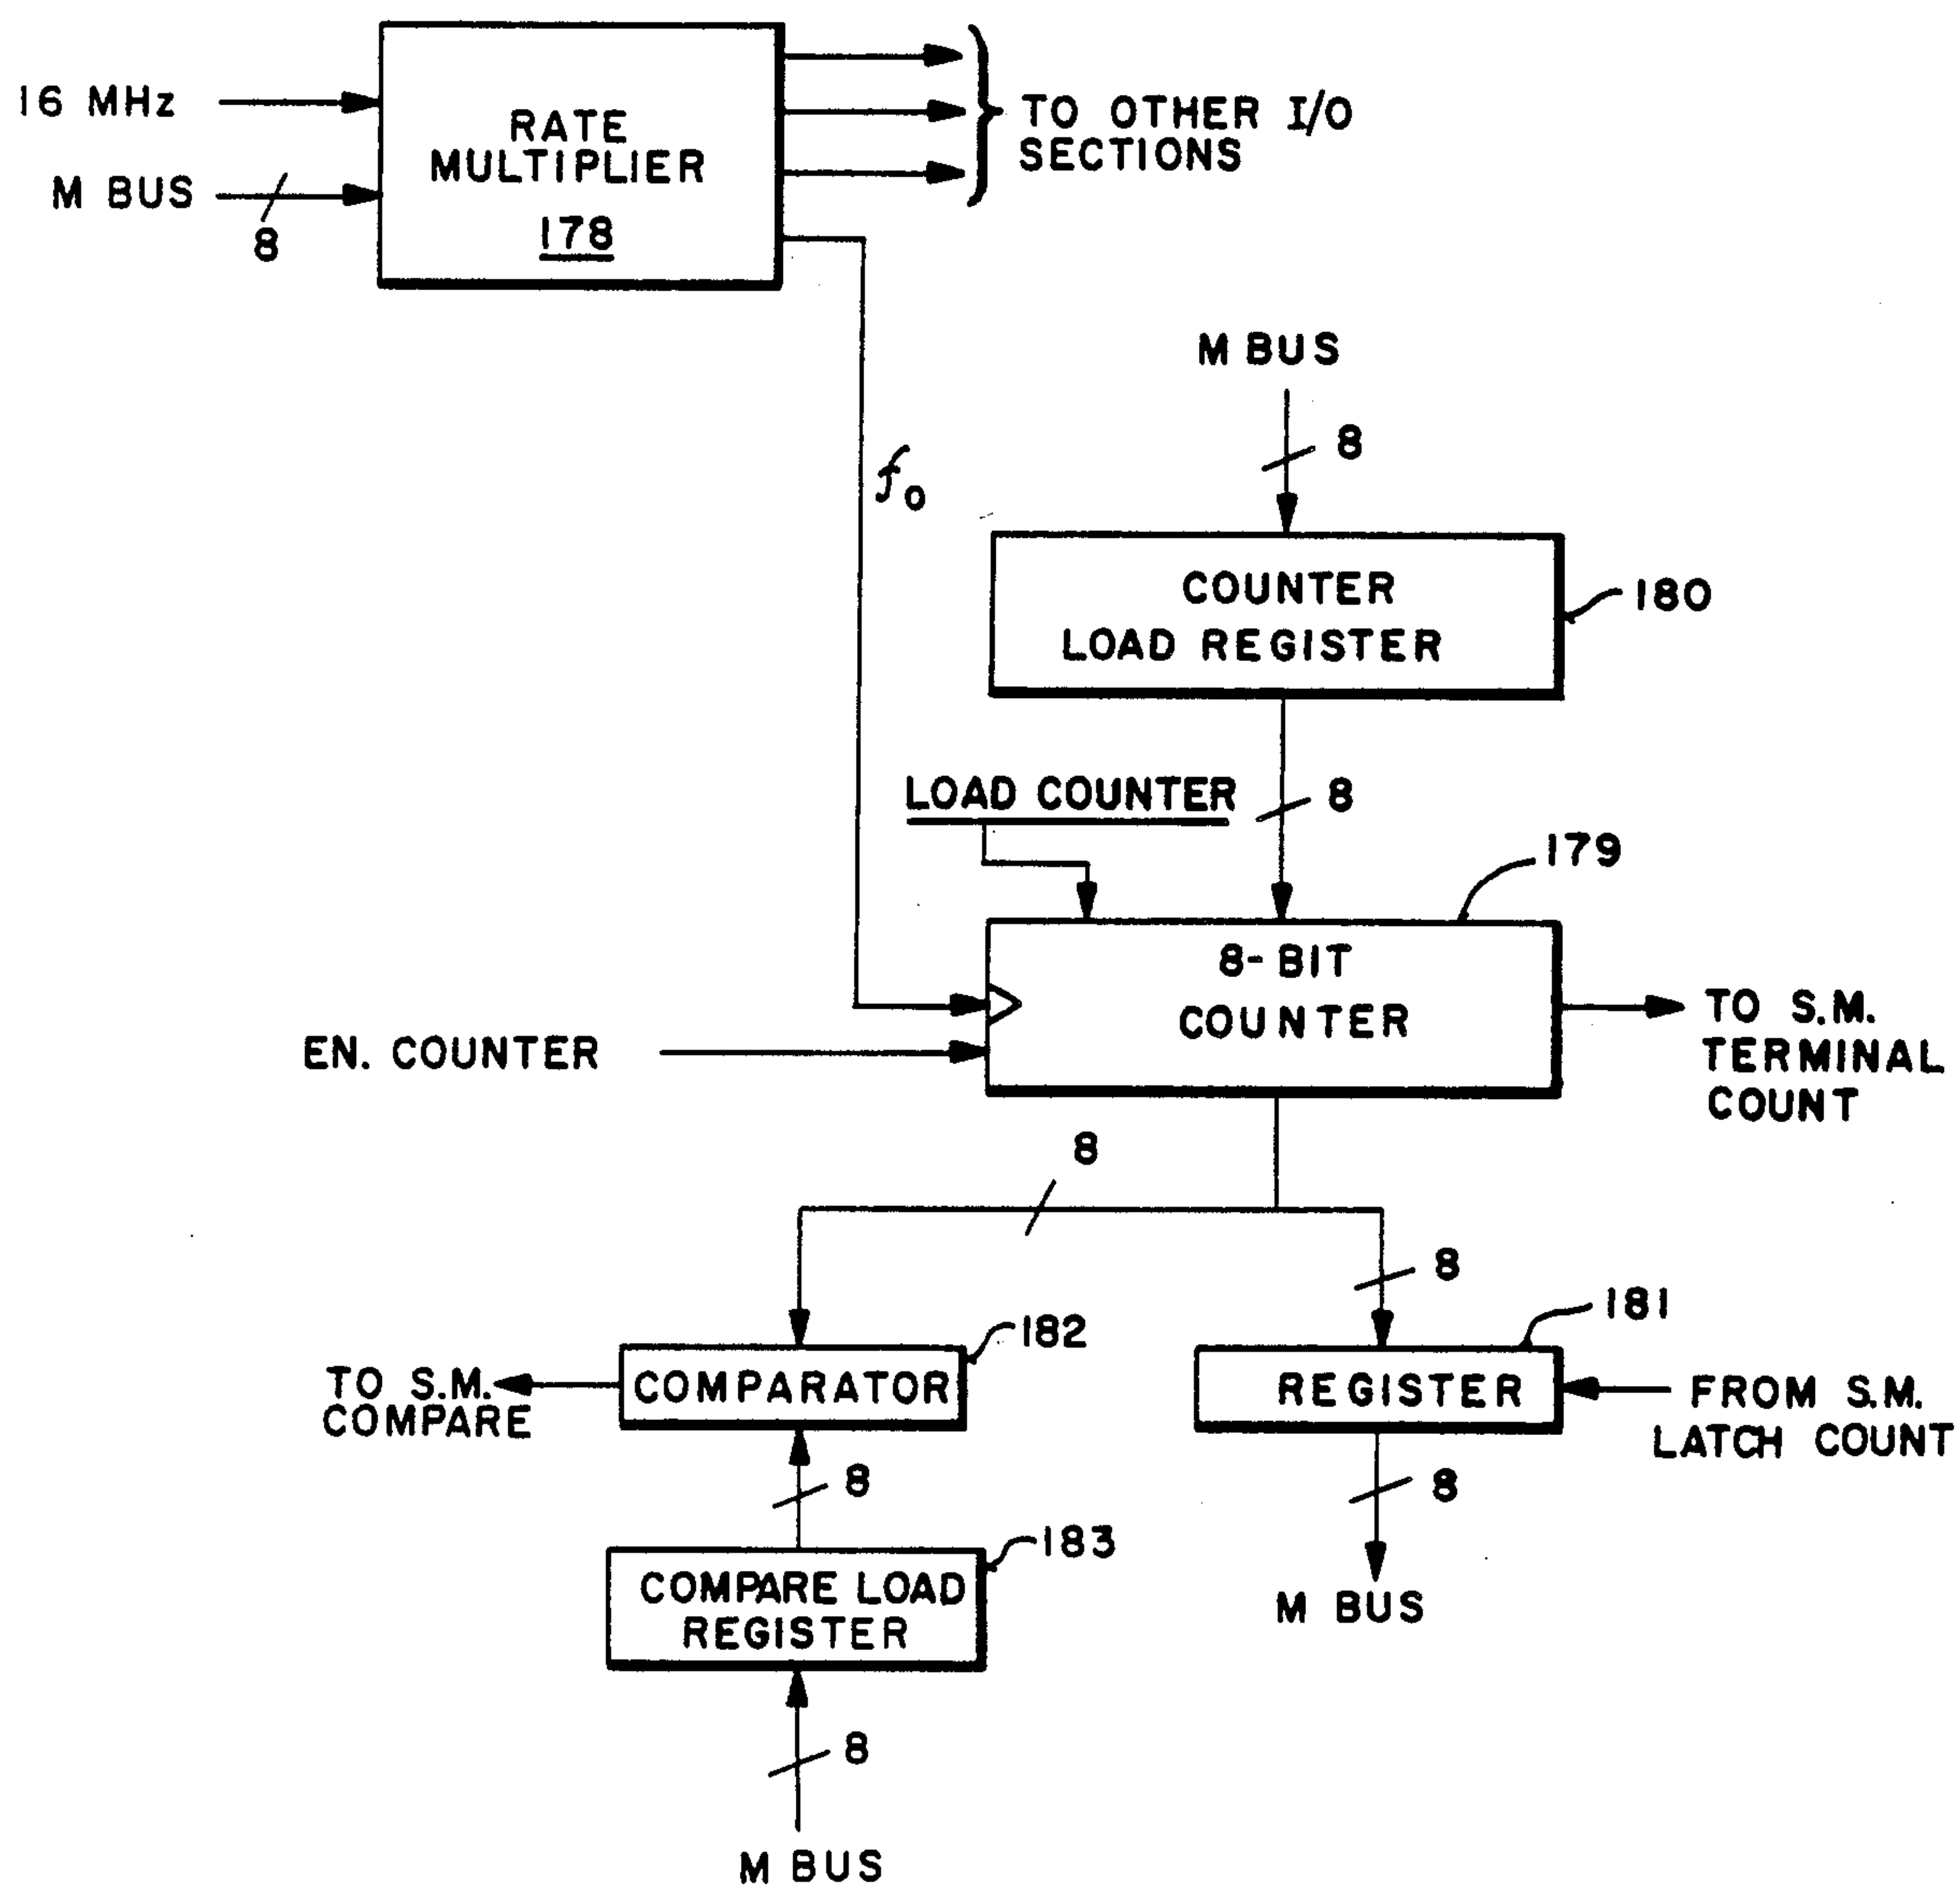 16 MHz
M BUS
8
RATE
MULTIPLIER
178
TO OTHER I/O
SECTIONS
f0
M BUS
8
COUNTER
LOAD REGISTER
180
LOAD COUNTER
8
179
8-BIT
COUNTER
EN. COUNTER
TO S.M.
TERMINAL
COUNT
8
8
182
181
TO S.M.
COMPARE
COMPARATOR
REGISTER
FROM S.M.
LATCH COUNT
8
8
183
COMPARE LOAD
REGISTER
M BUS
8
M BUS